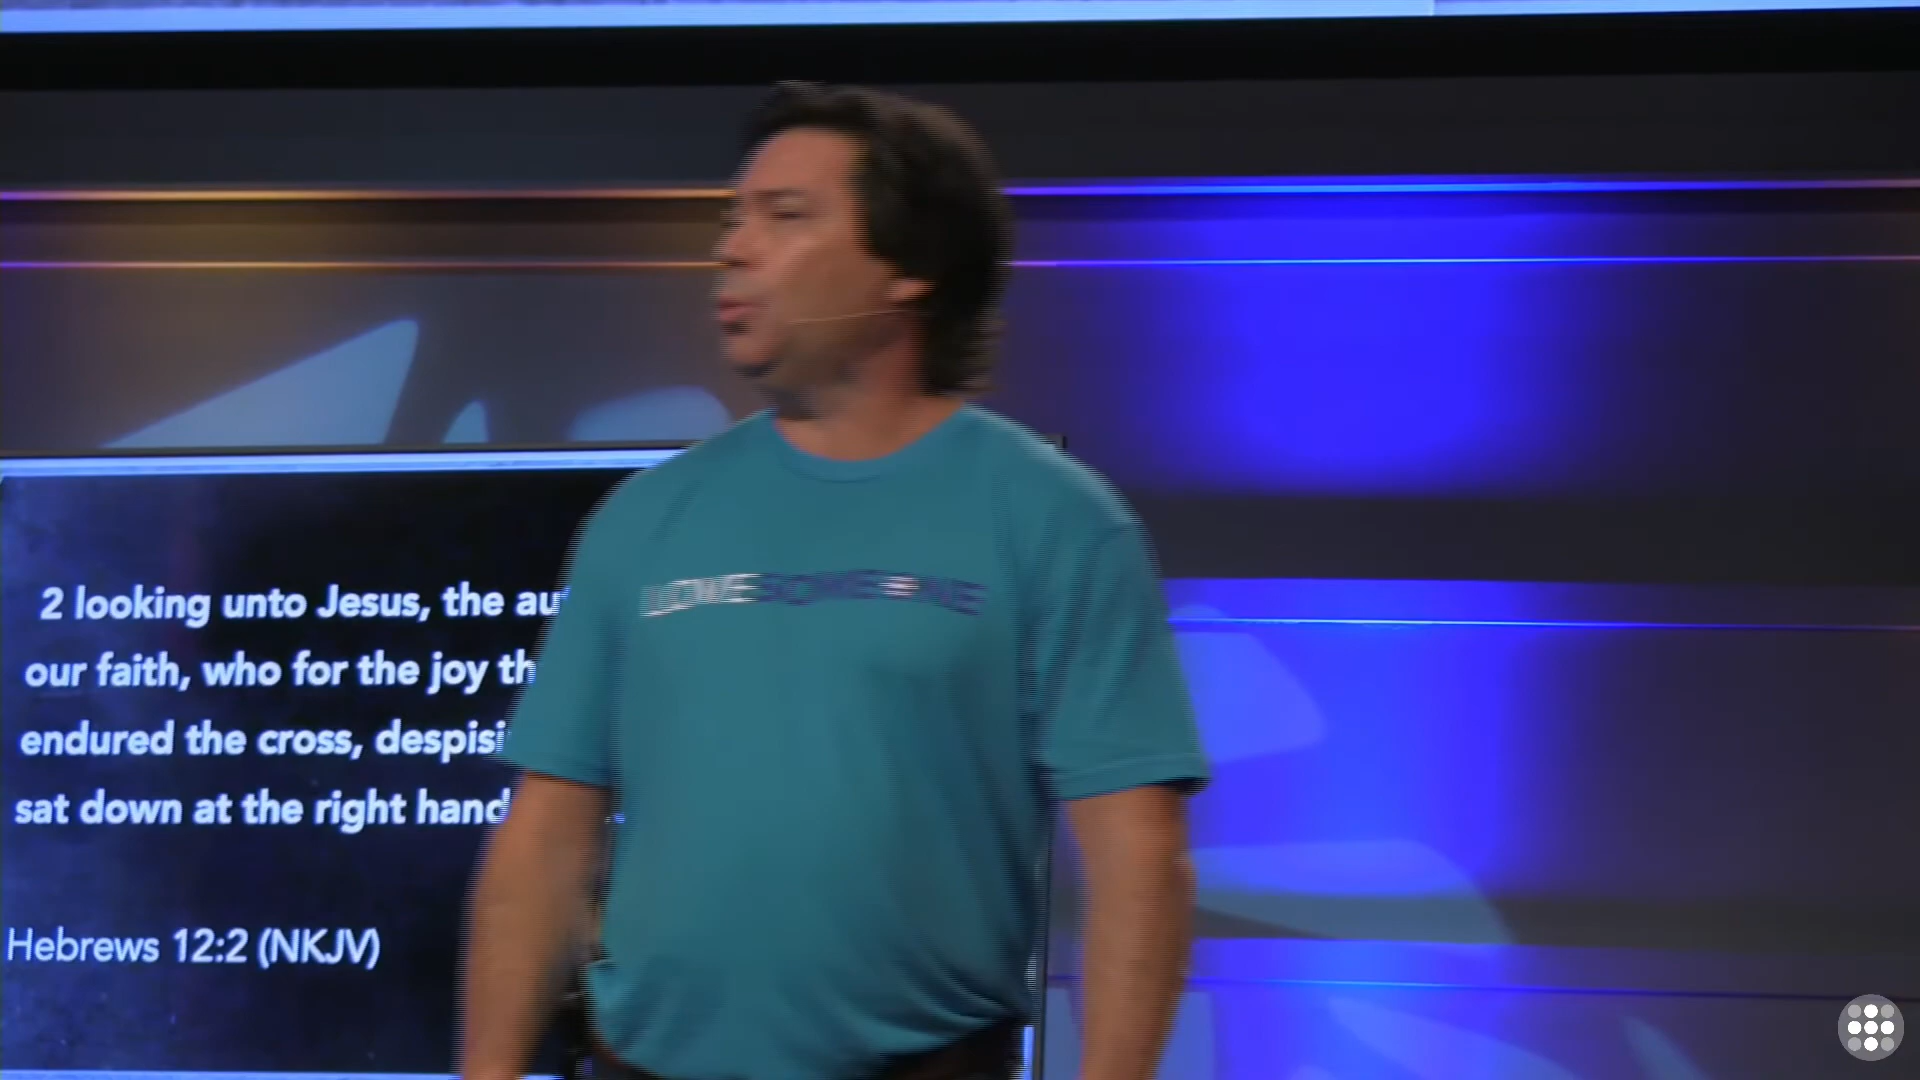 2 looking unto Jesus, the au
our faith, who for the joy th
endured the cross, despisi
sat down at the right hand
Hebrews 12:2 (NKJV)
LOVESOMEONE